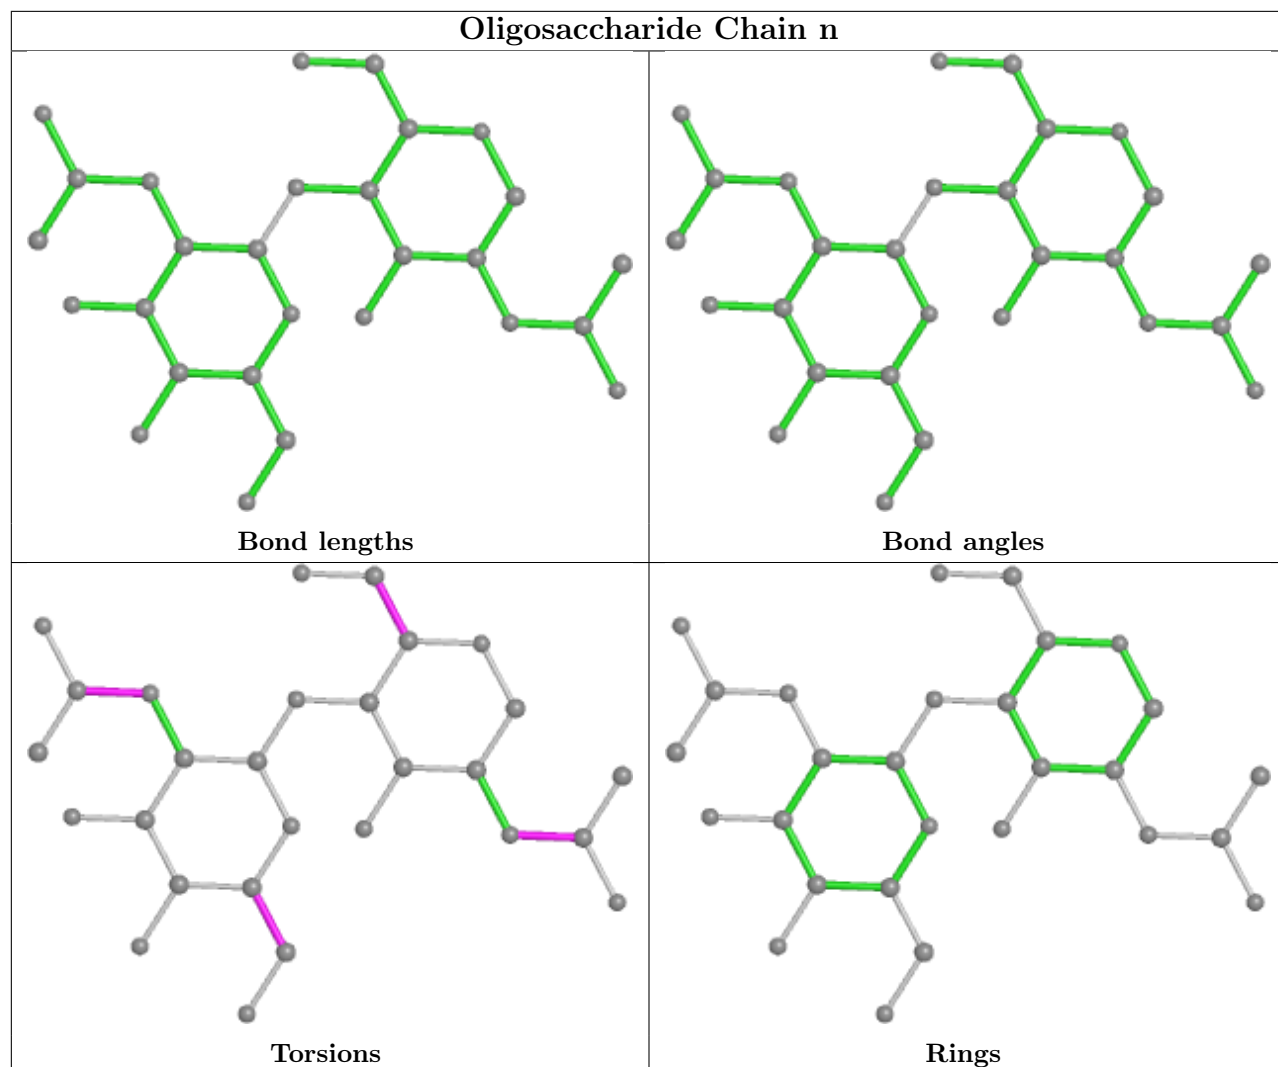 Oligosaccharide Chain n
Bond lengths
Bond angles
Torsions
Rings